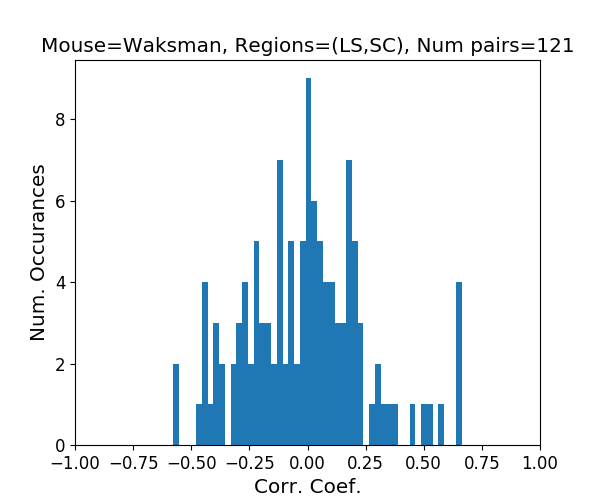 Mouse=Waksman, Regions=(LS,SC), Num pairs=121
8
6
4
2
0
Num. Occurances
−1.00 −0.75 −0.50 −0.25 0.00 0.25 0.50 0.75 1.00
Corr. Coef.